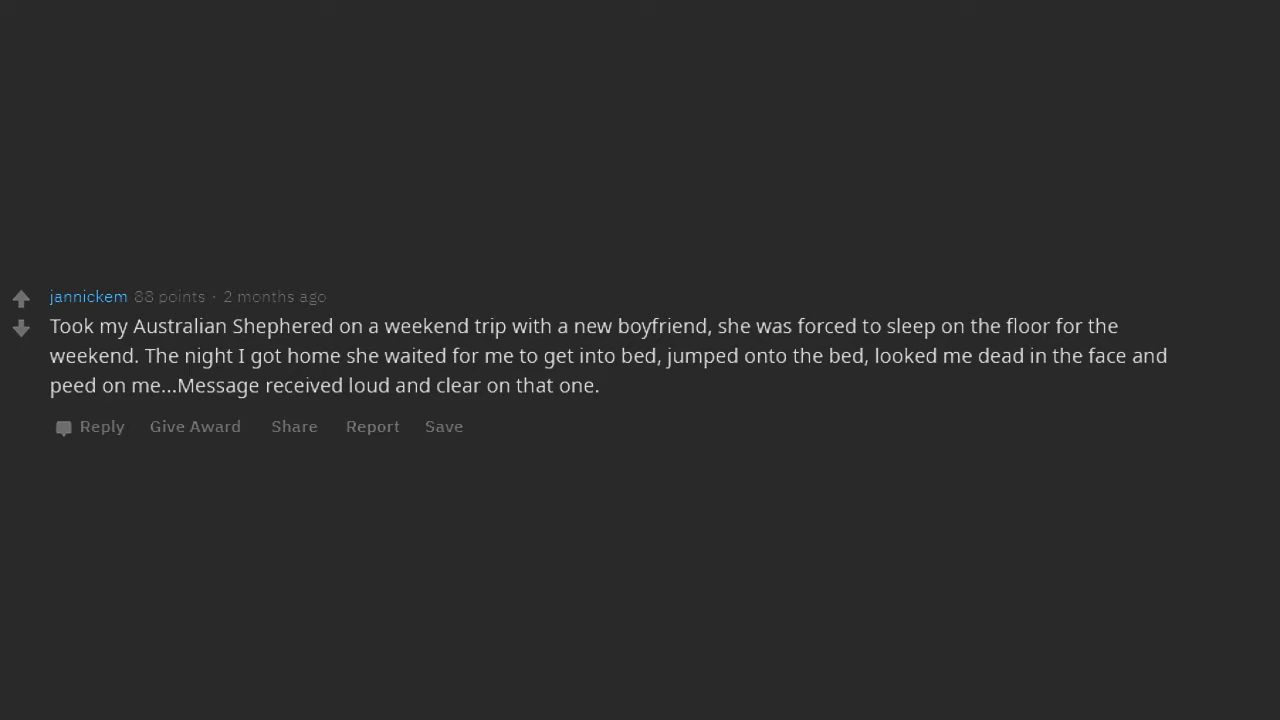 jannickem 83 points · 2 months ago
Took my Australian Shephered on a weekend trip with a new boyfriend, she was forced to sleep on the floor for the
weekend. The night I got home she waited for me to get into bed, jumped onto the bed, looked me dead in the face and
peed on me...Message received loud and clear on that one.
Reply Give Award Share Report Save